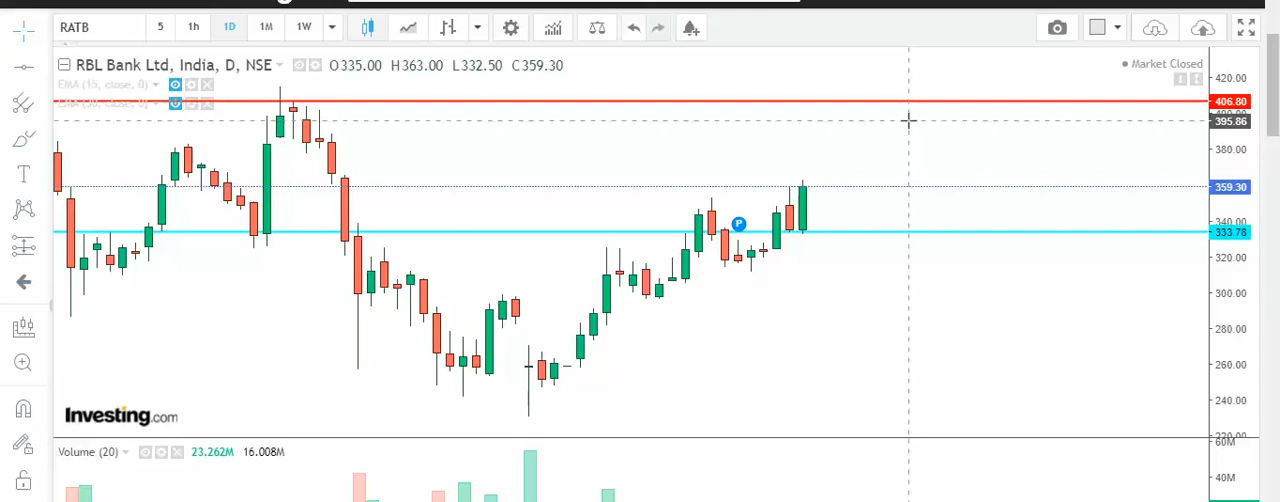 RATB 5 1h 1D 1M 1W
RBL Bank Ltd, India, D, NSE O335.00 H363.00 L332.50 C359.30
Market Closed
EMA (15, close, 0)
420.00
406.80
395.86
380.00
P
359.30
340.00
333.78
320.00
300.00
280.00
260.00
240.00
220.00
Investing.com
Volume (20) 23.262M 16.008M
60M
40M
T